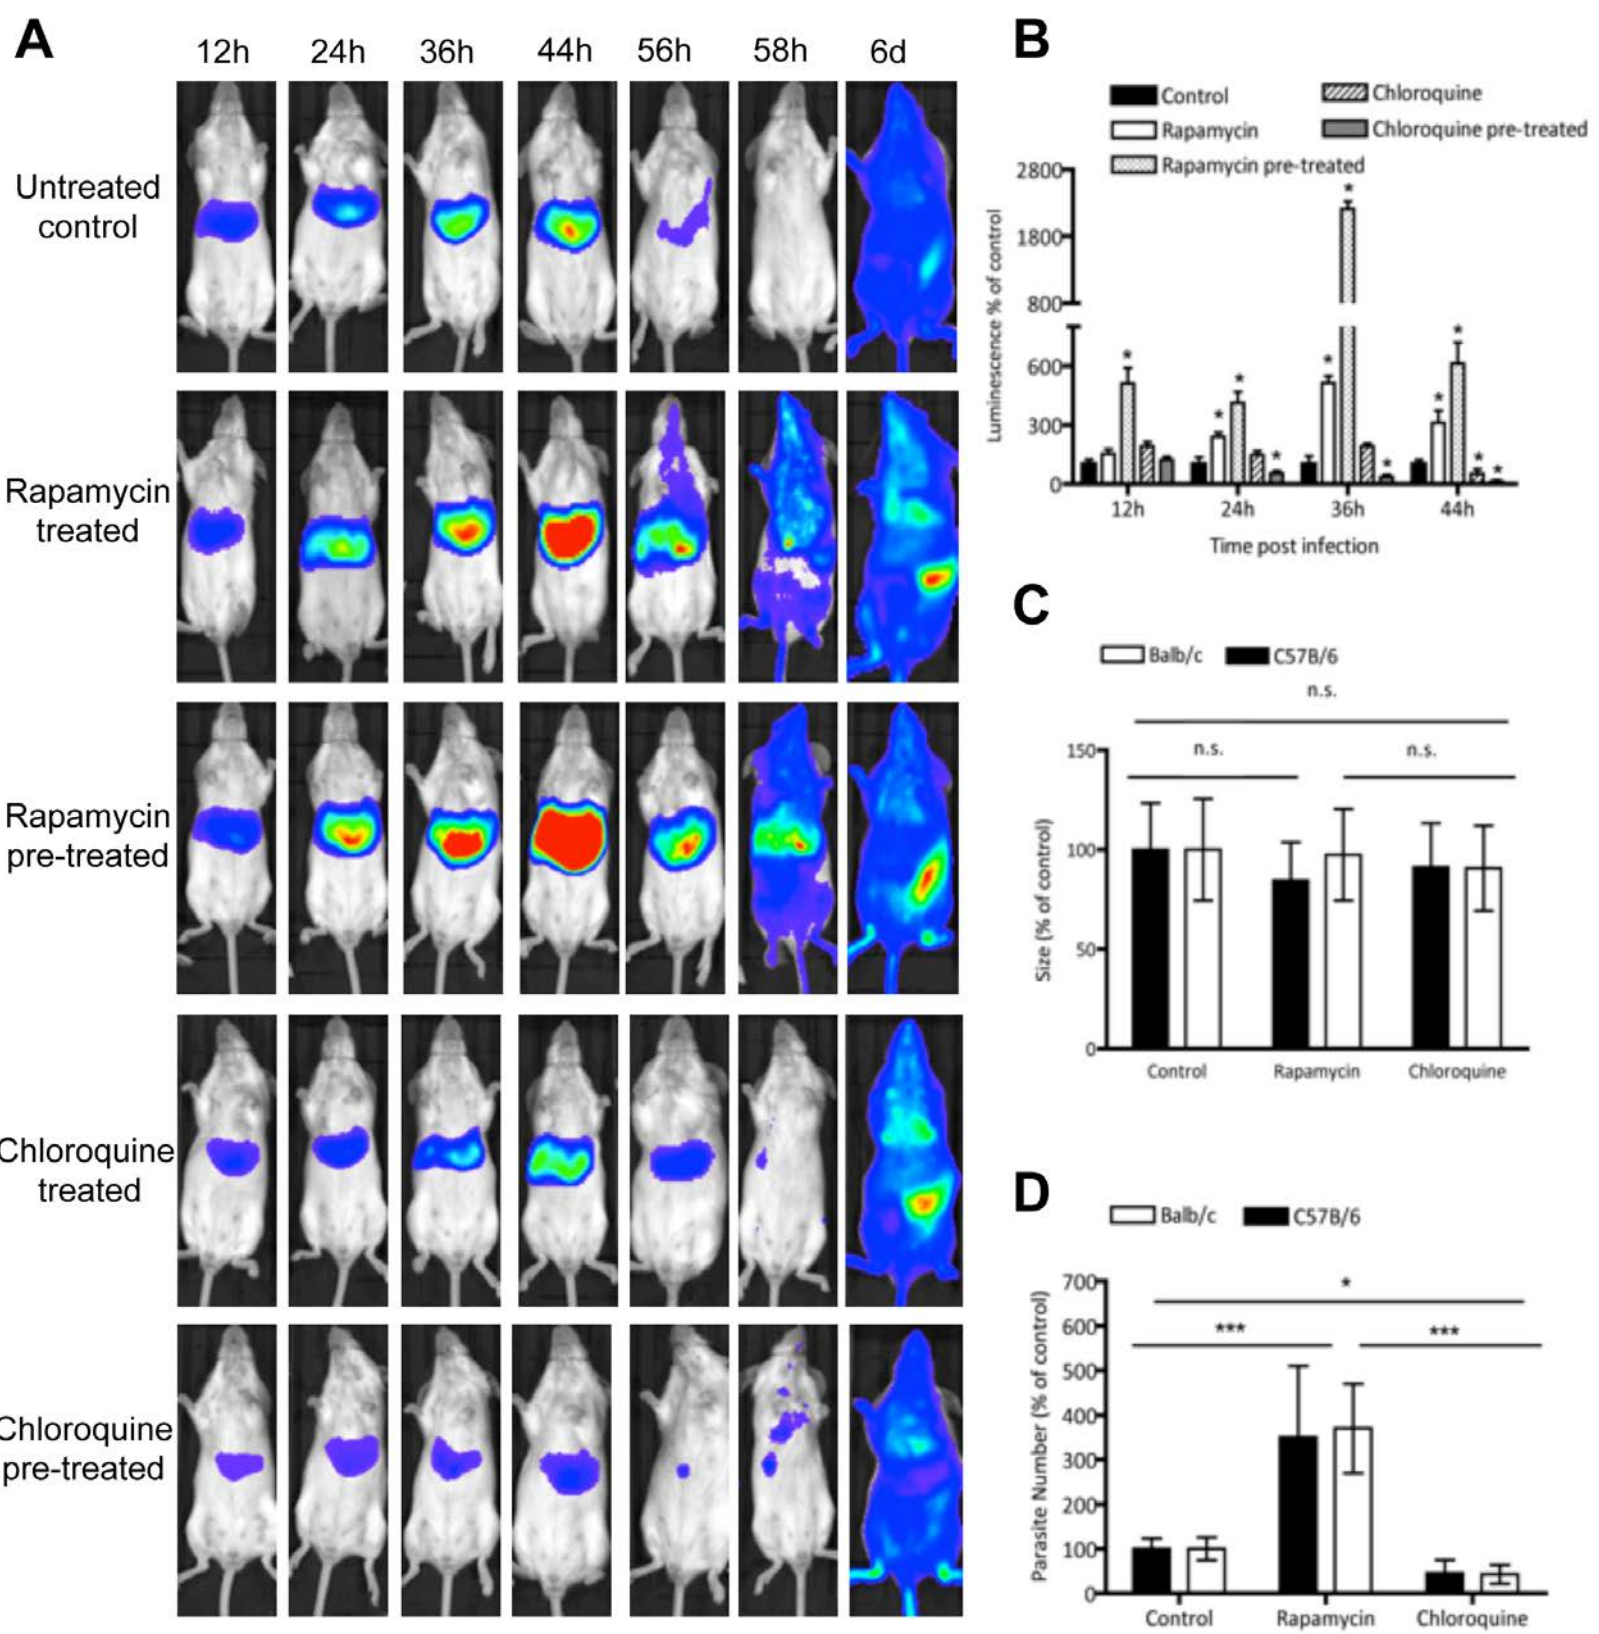 A
12h 24h 36h 44h 56h 58h 6d
Untreated
control
Rapamycin
treated
Rapamycin
pre-treated
Chloroquine
treated
Chloroquine
pre-treated
B
Control
Chloroquine
Rapamycin
Chloroquine pre-treated
Rapamycin pre-treated
Luminescence % of control
2800
*
1800
800
600
300
0
* * * * * * * * * *
12h 24h 36h 44h
Time post infection
C
Balb/c C57B/6
n.s.
n.s. n.s.
Size (% of control)
150
100
50
0
Control Rapamycin Chloroquine
D
Balb/c C57B/6
Parasite Number (% of control)
700
600
500
400
300
200
100
0
*
*** ***
Control Rapamycin Chloroquine